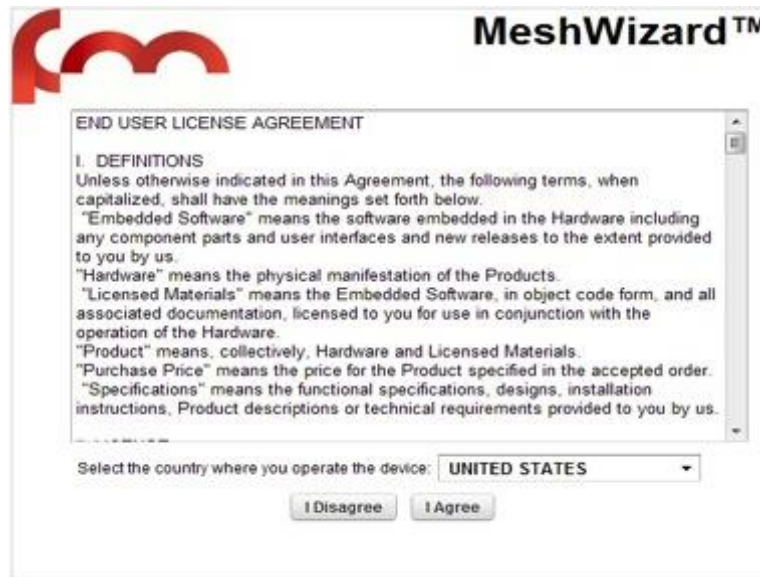 MeshWizard™
END USER LICENSE AGREEMENT
I. DEFINITIONS
Unless otherwise indicated in this Agreement, the following terms, when
capitalized, shall have the meanings set forth below.
"Embedded Software" means the software embedded in the Hardware including
any component parts and user interfaces and new releases to the extent provided
to you by us.
"Hardware" means the physical manifestation of the Products.
"Licensed Materials" means the Embedded Software, in object code form, and all
associated documentation, licensed to you for use in conjunction with the
operation of the Hardware.
"Product" means, collectively, Hardware and Licensed Materials.
"Purchase Price" means the price for the Product specified in the accepted order.
"Specifications" means the functional specifications, designs, installation
instructions, Product descriptions or technical requirements provided to you by us.
Select the country where you operate the device: UNITED STATES
I Disagree I Agree